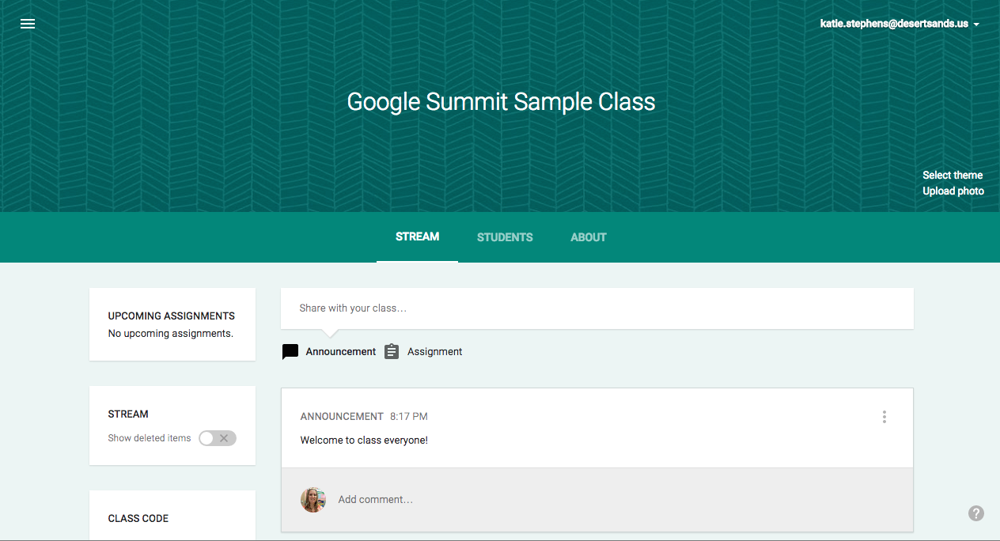 katie.stephens@desertsands.us
Google Summit Sample Class
Select theme
Upload photo
STREAM STUDENTS ABOUT
UPCOMING ASSIGNMENTS
No upcoming assignments.
STREAM
Show deleted items
CLASS CODE
Share with your class...
Announcement Assignment
ANNOUNCEMENT 8:17 PM
Welcome to class everyone!
Add comment...
?